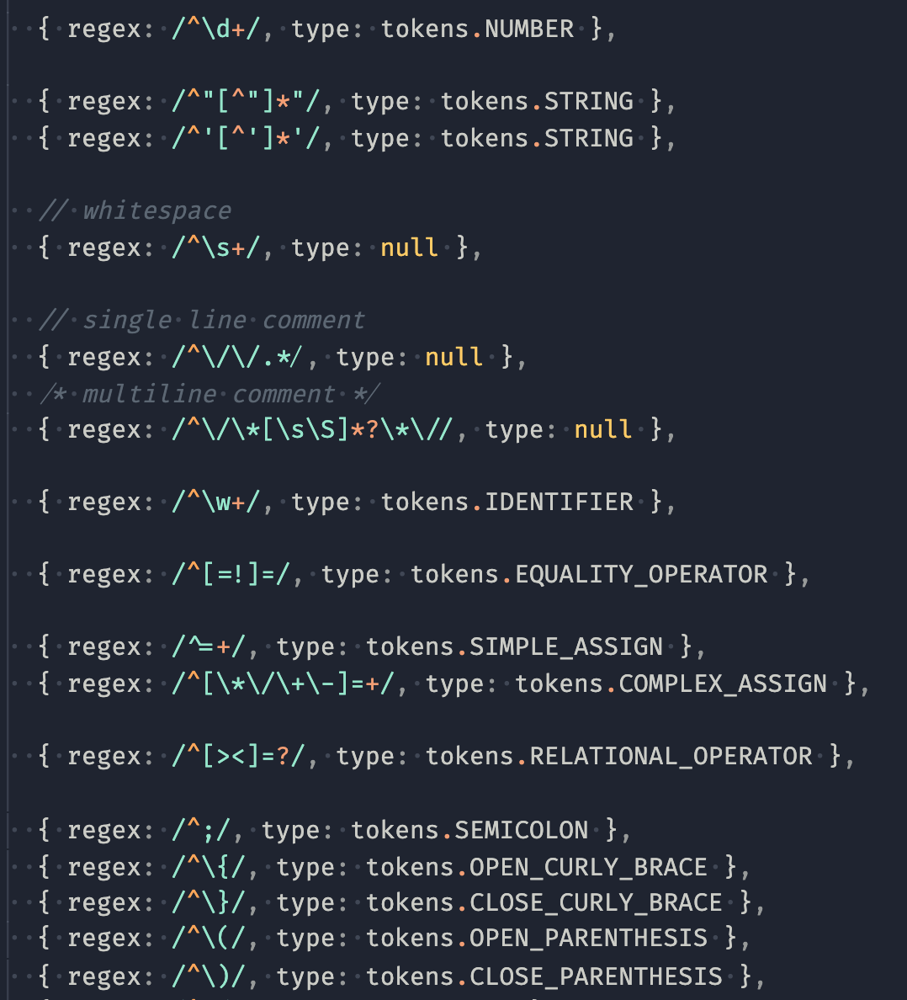 { regex: /^\d+/, type: tokens.NUMBER },
{ regex: /^"[^"]*"/, type: tokens.STRING },
{ regex: /^'[^']*'/, type: tokens.STRING },
// whitespace
{ regex: /^\s+/, type: null },
// single line comment
{ regex: /^\/\/.*/, type: null },
/* multiline comment */
{ regex: /^\/\*[\s\S]*?\*\//, type: null },
{ regex: /^\w+/, type: tokens.IDENTIFIER },
{ regex: /^[=!]=/, type: tokens.EQUALITY_OPERATOR },
{ regex: /^=+/, type: tokens.SIMPLE_ASSIGN },
{ regex: /^[\*\/\+\-]=+/, type: tokens.COMPLEX_ASSIGN },
{ regex: /^[><]=?/, type: tokens.RELATIONAL_OPERATOR },
{ regex: /^;/, type: tokens.SEMICOLON },
{ regex: /^\{/, type: tokens.OPEN_CURLY_BRACE },
{ regex: /^\}/, type: tokens.CLOSE_CURLY_BRACE },
{ regex: /^\(/, type: tokens.OPEN_PARENTHESIS },
{ regex: /^\)/, type: tokens.CLOSE_PARENTHESIS },